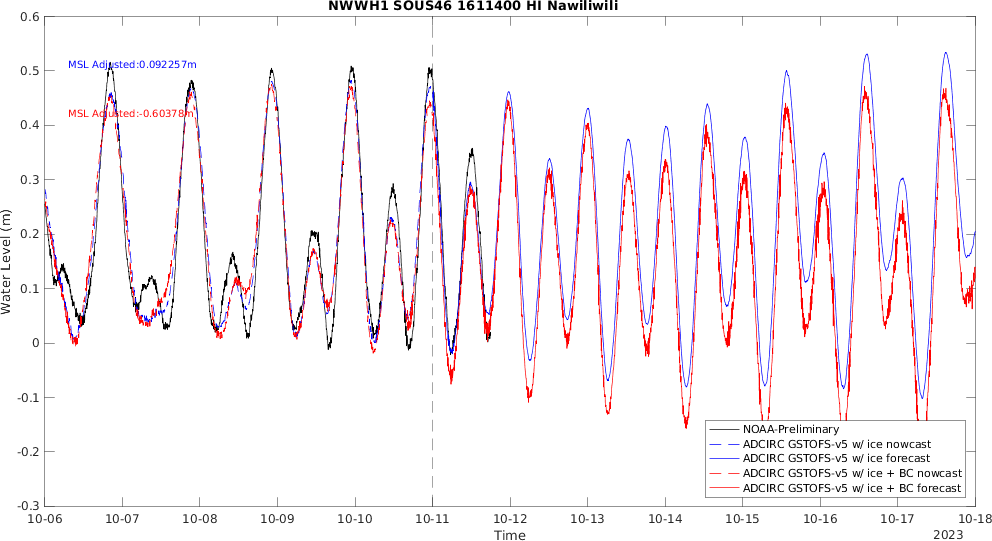 NWWH1 SOUS46 1611400 HI Nawiliwili
0.6
0.5
0.4
0.3
0.2
0.1
0
-0.1
-0.2
-0.3
Water Level (m)
MSL Adjusted:0.092257m
MSL Adjusted:-0.60378m
NOAA-Preliminary
ADCIRC GSTOFS-v5 w/ ice nowcast
ADCIRC GSTOFS-v5 w/ ice forecast
ADCIRC GSTOFS-v5 w/ ice + BC nowcast
ADCIRC GSTOFS-v5 w/ ice + BC forecast
10-06 10-07 10-08 10-09 10-10 10-11 10-12 10-13 10-14 10-15 10-16 10-17 10-18
Time
2023